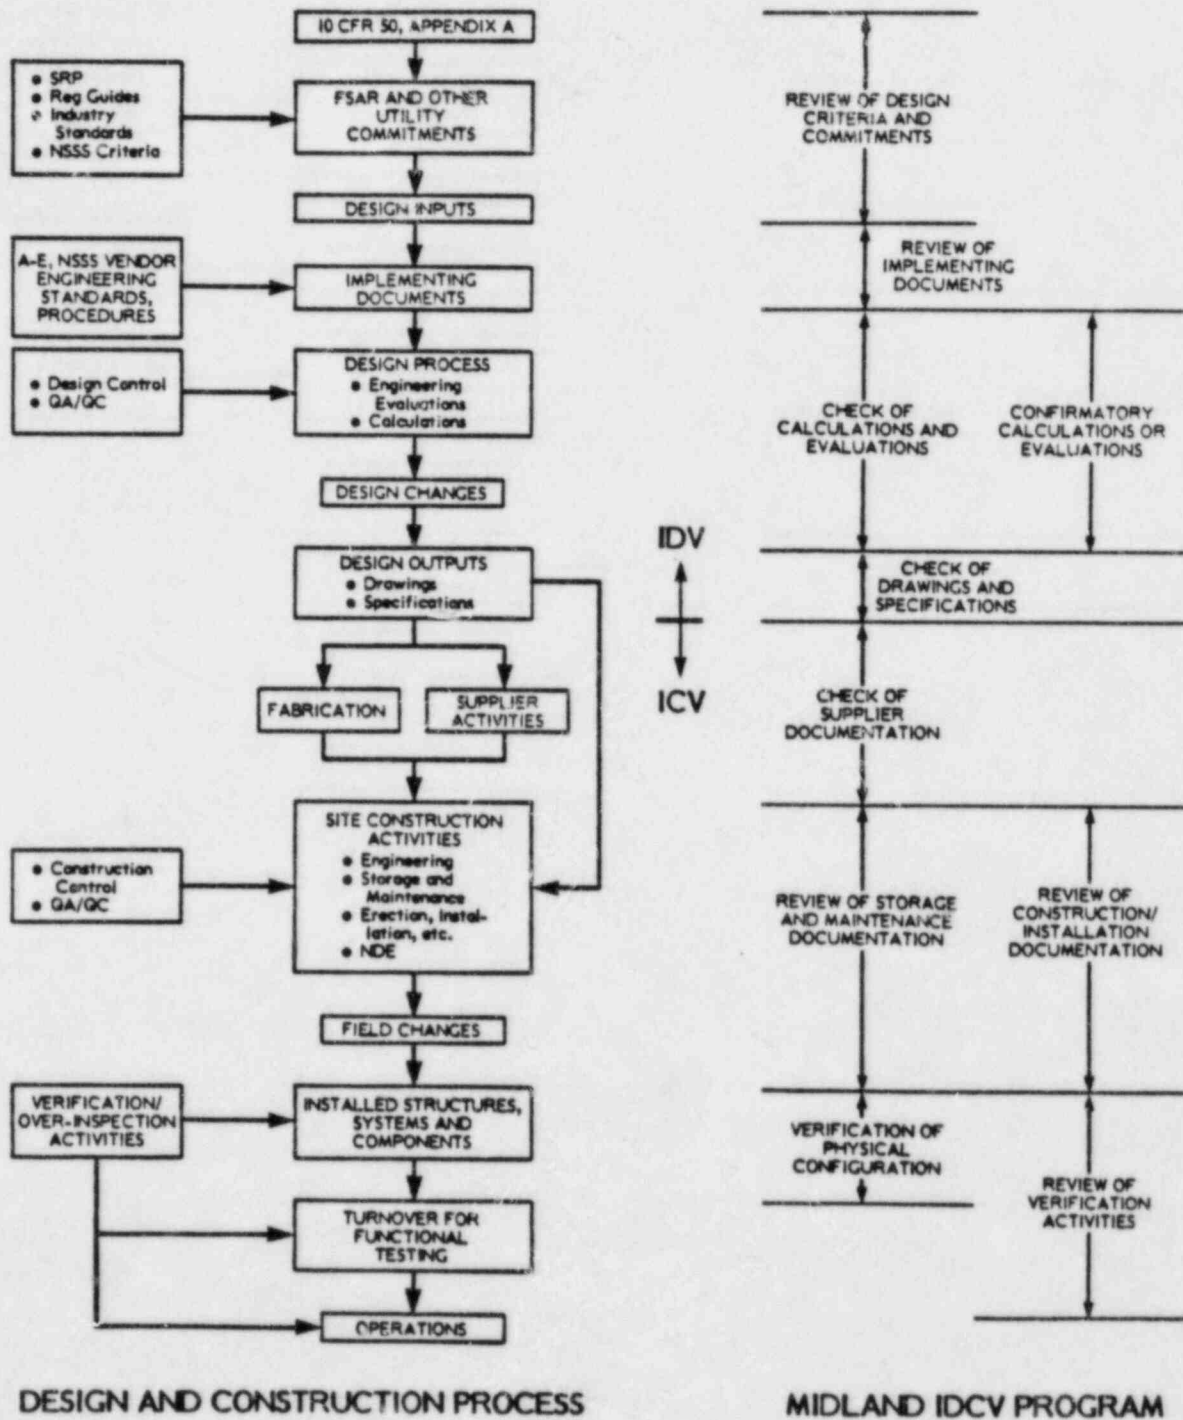 10 CFR 50, APPENDIX A
• SRP
• Reg Guides
• Industry
Standards
• NSSS Criteria
FSAR AND OTHER
UTILITY
COMMITMENTS
DESIGN INPUTS
A-E, NSSS VENDOR
ENGINEERING
STANDARDS,
PROCEDURES
IMPLEMENTING
DOCUMENTS
• Design Control
• QA/QC
DESIGN PROCESS
• Engineering
Evaluations
• Calculations
DESIGN CHANGES
DESIGN OUTPUTS
• Drawings
• Specifications
FABRICATION
SUPPLIER
ACTIVITIES
• Construction
Control
• QA/QC
SITE CONSTRUCTION
ACTIVITIES
• Engineering
• Storage and
Maintenance
• Erection, Instal-
lation, etc.
• NDE
FIELD CHANGES
VERIFICATION/
OVER-INSPECTION
ACTIVITIES
INSTALLED STRUCTURES,
SYSTEMS AND
COMPONENTS
TURNOVER FOR
FUNCTIONAL
TESTING
OPERATIONS
DESIGN AND CONSTRUCTION PROCESS
IDV
ICV
REVIEW OF DESIGN
CRITERIA AND
COMMITMENTS
REVIEW OF
IMPLEMENTING
DOCUMENTS
CHECK OF
CALCULATIONS AND
EVALUATIONS
CONFIRMATORY
CALCULATIONS OR
EVALUATIONS
CHECK OF
DRAWINGS AND
SPECIFICATIONS
CHECK OF
SUPPLIER
DOCUMENTATION
REVIEW OF STORAGE
AND MAINTENANCE
DOCUMENTATION
REVIEW OF
CONSTRUCTION/
INSTALLATION
DOCUMENTATION
VERIFICATION OF
PHYSICAL
CONFIGURATION
REVIEW OF
VERIFICATION
ACTIVITIES
MIDLAND IDCV PROGRAM